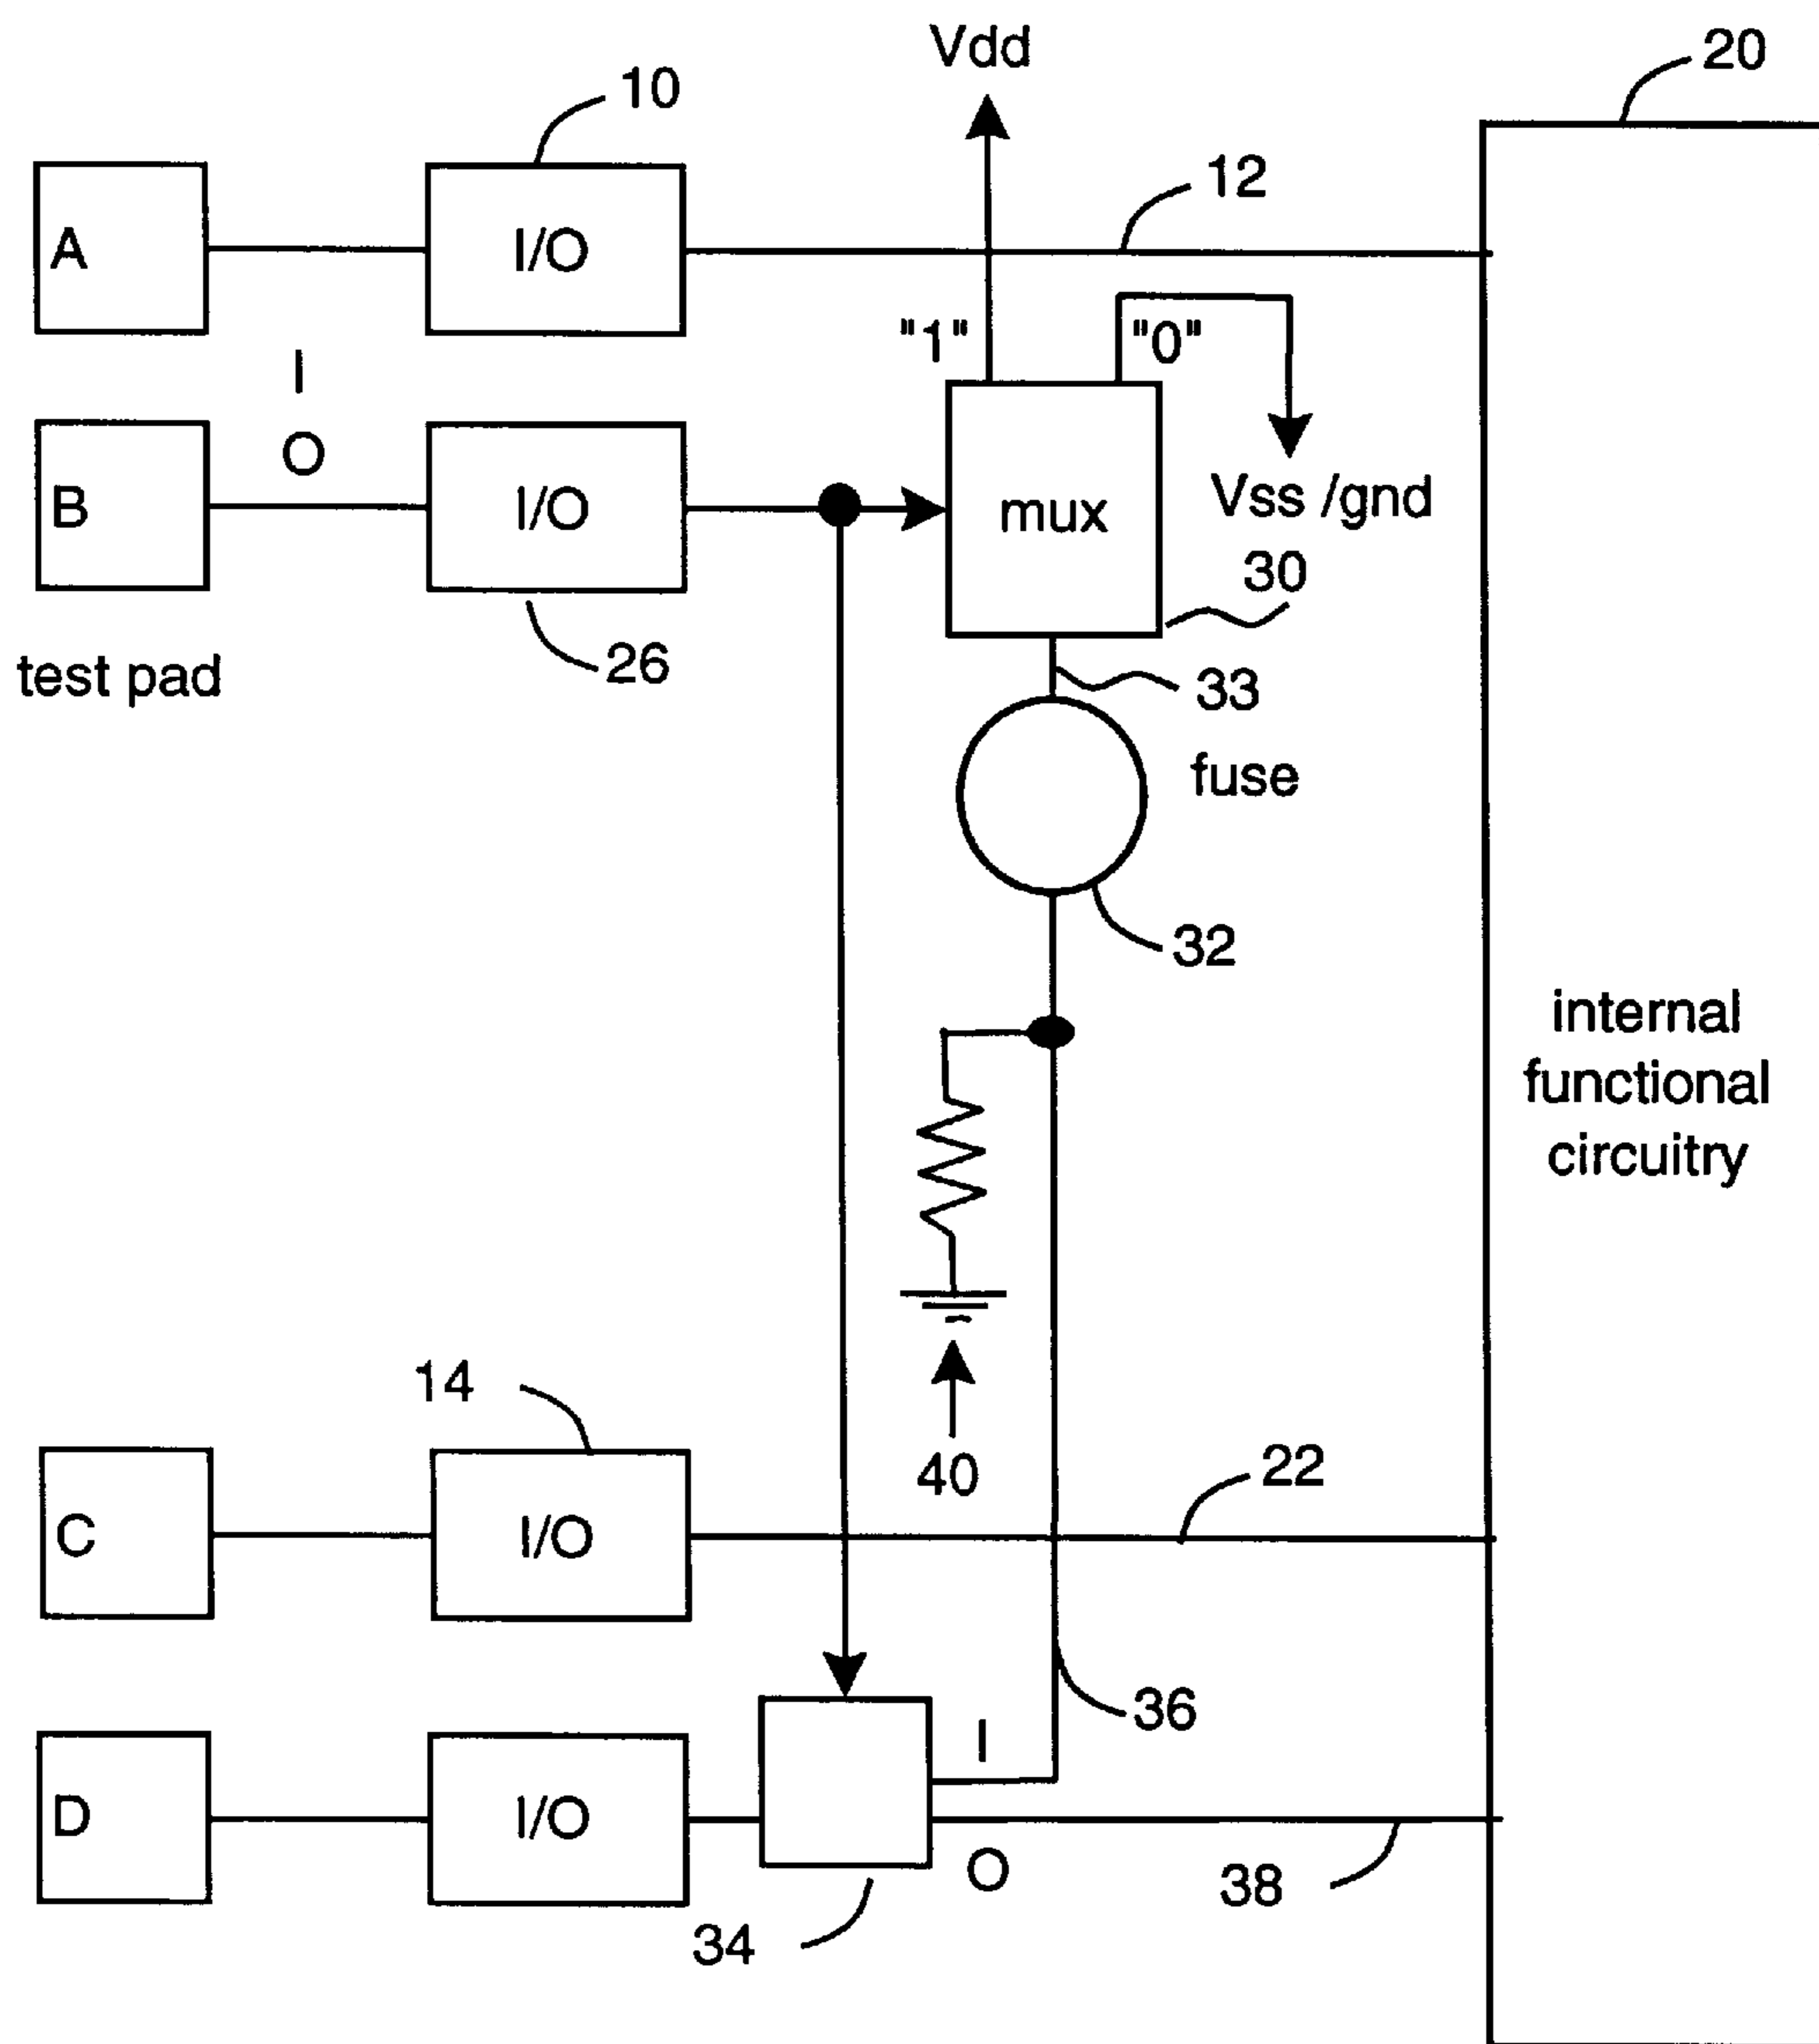 Vdd
20
10
12
A
I/O
"1"
"0"
I
O
B
I/O
mux
Vss /gnd
30
26
test pad
33
fuse
32
internal
functional
circuitry
14
40
22
C
I/O
36
I
D
I/O
O
38
34